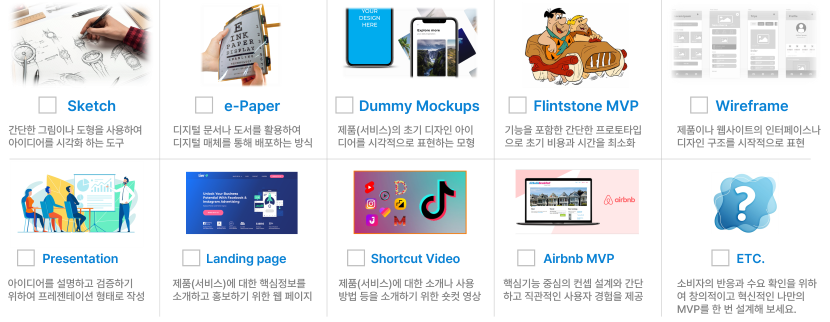 E
INK
PAPER
DISPLAY
YOUR
DESIGN
HERE
Explore more
Sketch
e-Paper
Dummy Mockups
Flintstone MVP
Wireframe
간단한 그림이나 도형을 사용하여
아이디어를 시각화 하는 도구
디지털 문서나 도서를 활용하여
디지털 매체를 통해 배포하는 방식
제품(서비스)의 초기 디자인 아이
디어를 시각적으로 표현하는 모형
기능을 포함한 간단한 프로토타입
으로 초기 비용과 시간을 최소화
제품이나 웹사이트의 인터페이스나
디자인 구조를 시작적으로 표현
Unlock Your Business
Potential With Facebook &
Instagram Advertising
airbnb
?
Presentation
Landing page
Shortcut Video
Airbnb MVP
ETC.
아이디어를 설명하고 검증하기
위하여 프레젠테이션 형태로 작성
제품(서비스)에 대한 핵심정보를
소개하고 홍보하기 위한 웹 페이지
제품(서비스)에 대한 소개나 사용
방법 등을 소개하기 위한 숏컷 영상
핵심기능 중심의 컨셉 설계와 간단
하고 직관적인 사용자 경험을 제공
소비자의 반응과 수요 확인을 위하
여 창의적이고 혁신적인 나만의
MVP를 한 번 설계해 보세요.